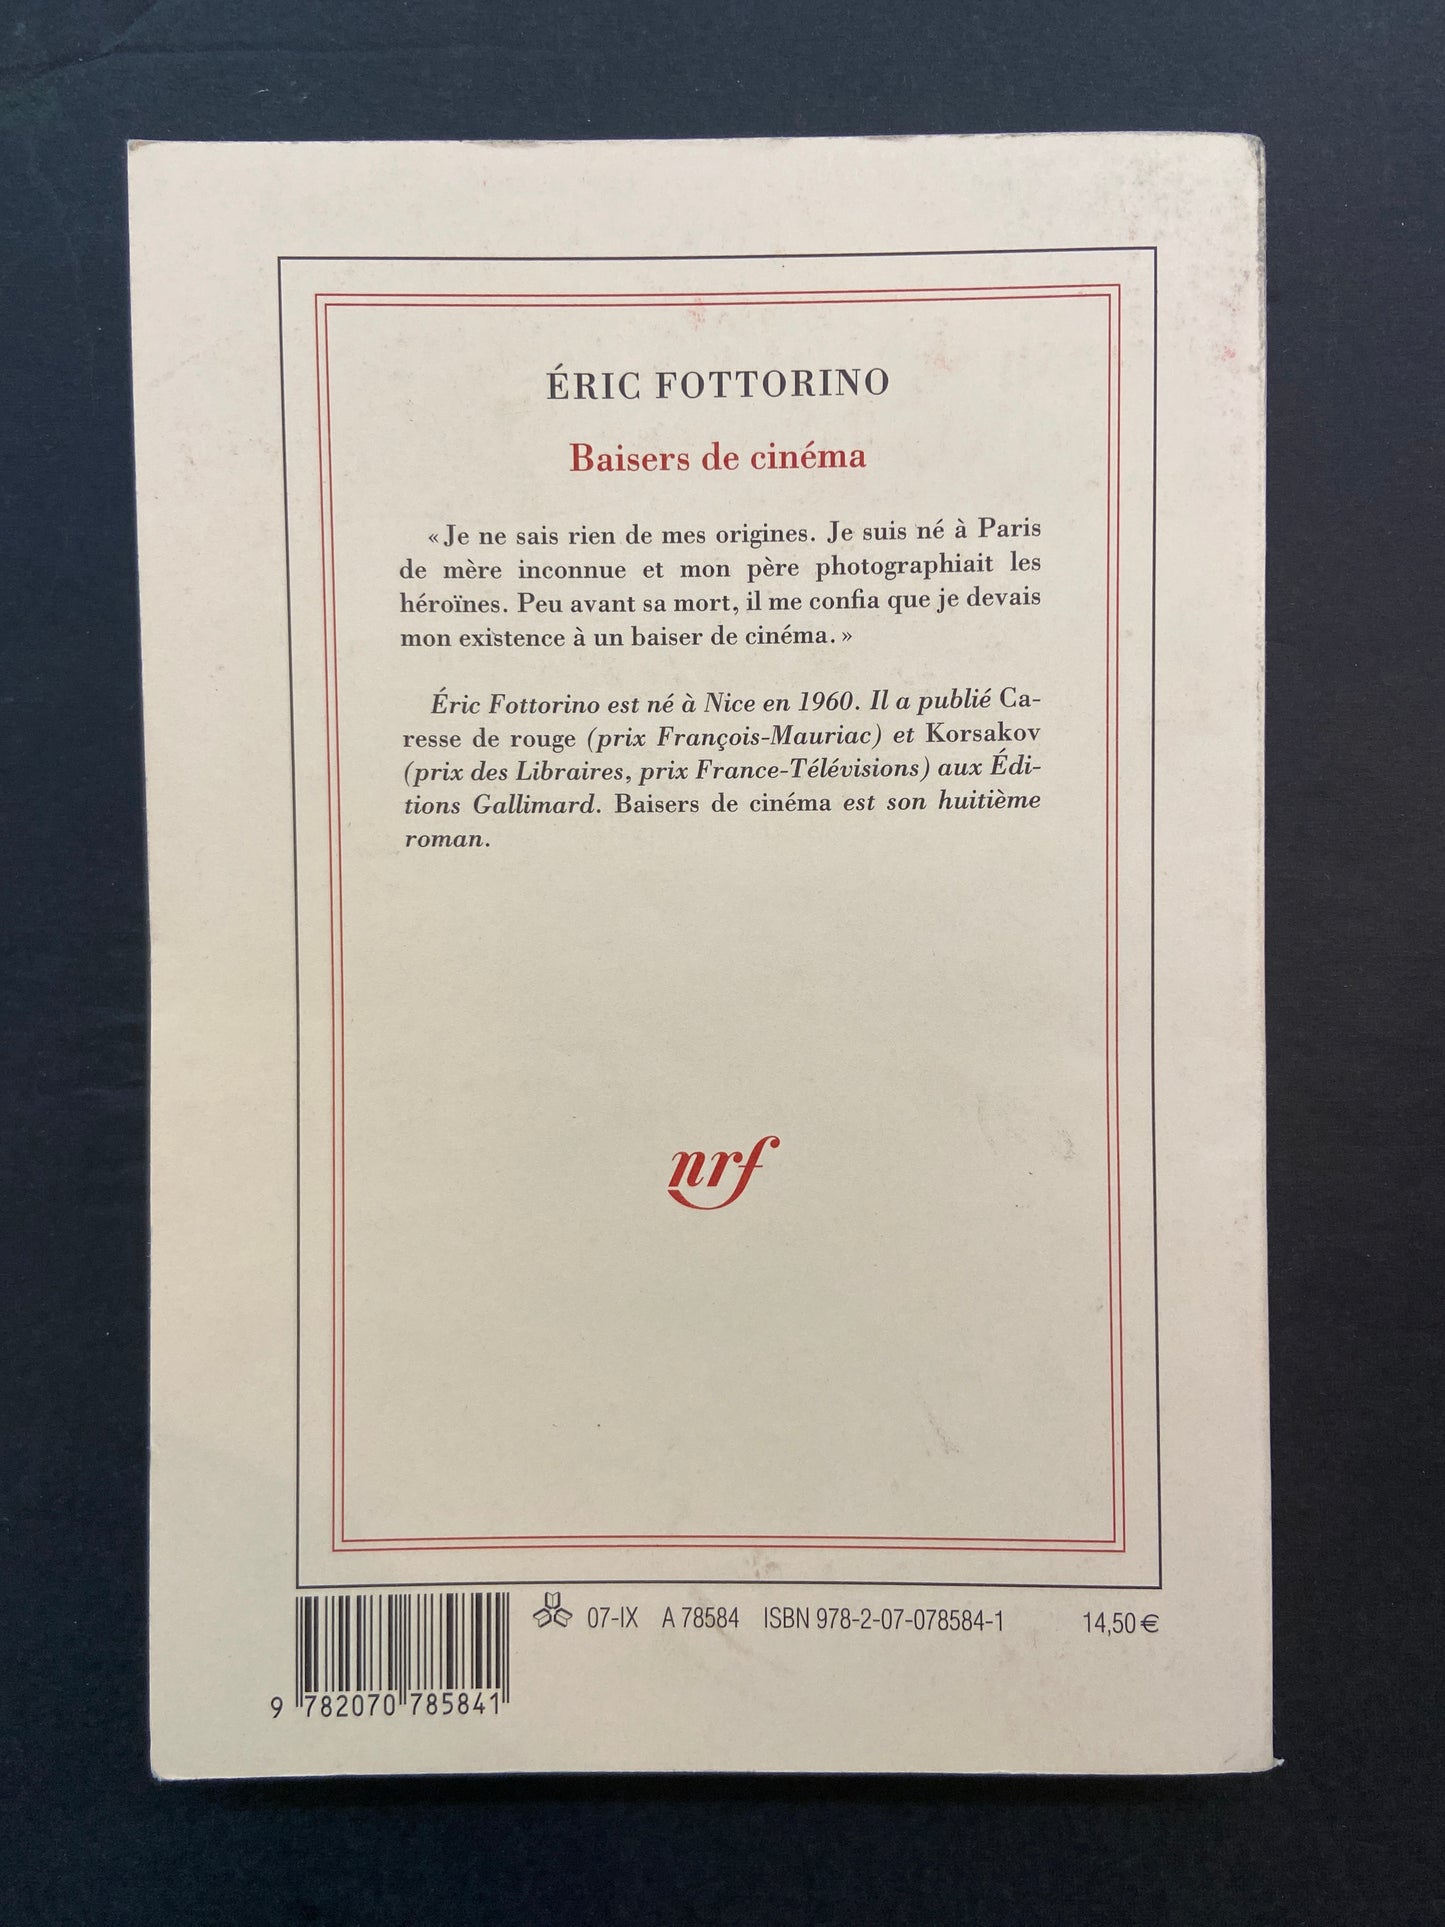 ÉRIC FOTTORINO
Baisers de cinéma
« Je ne sais rien de mes origines. Je suis né à Paris
de mère inconnue et mon père photographiait les
héroïnes. Peu avant sa mort, il me confia que je devais
mon existence à un baiser de cinéma. »
Éric Fottorino est né à Nice en 1960. Il a publié Ca-
resse de rouge (prix François-Mauriac) et Korsakov
(prix des Libraires, prix France-Télévisions) aux Édi-
tions Gallimard. Baisers de cinéma est son huitième
roman.
nrf
07-IX A 78584 ISBN 978-2-07-078584-1 14,50 €
9 782070 785841